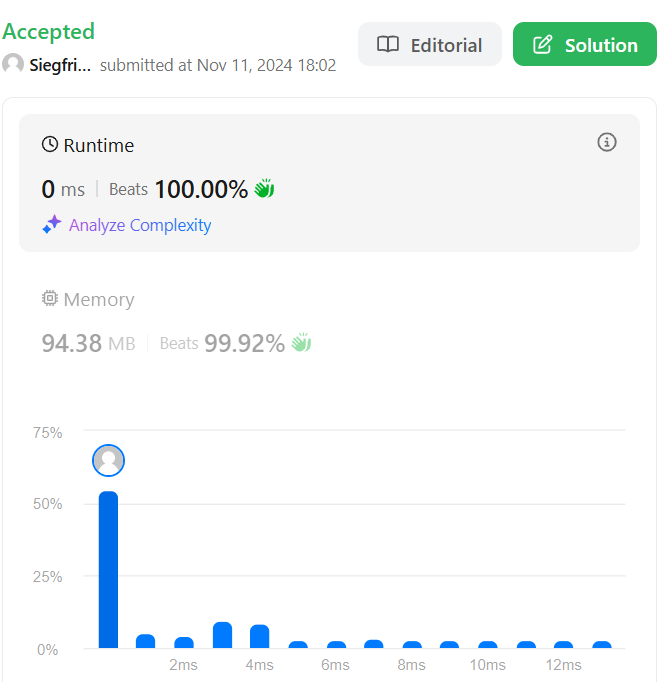 Accepted
Editorial
Solution
Siegfri... submitted at Nov 11, 2024 18:02
Runtime
0 ms | Beats 100.00%
Analyze Complexity
Memory
94.38 MB | Beats 99.92%
75%
50%
25%
0%
2ms 4ms 6ms 8ms 10ms 12ms